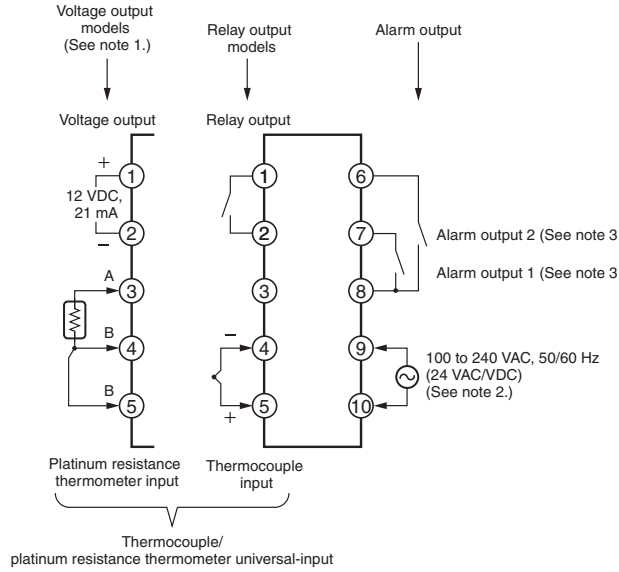 Voltage output
models
(See note 1.)
Relay output
models
Alarm output
Voltage output
Relay output
+
1
12 VDC,
21 mA
2
−
A
3
B
4
B
5
1
2
3
−
4
+
5
6
7
Alarm output 2 (See note 3
8
Alarm output 1 (See note 3
9
100 to 240 VAC, 50/60 Hz
(24 VAC/VDC)
(See note 2.)
10
Platinum resistance
thermometer input
Thermocouple
input
Thermocouple/
platinum resistance thermometer universal-input